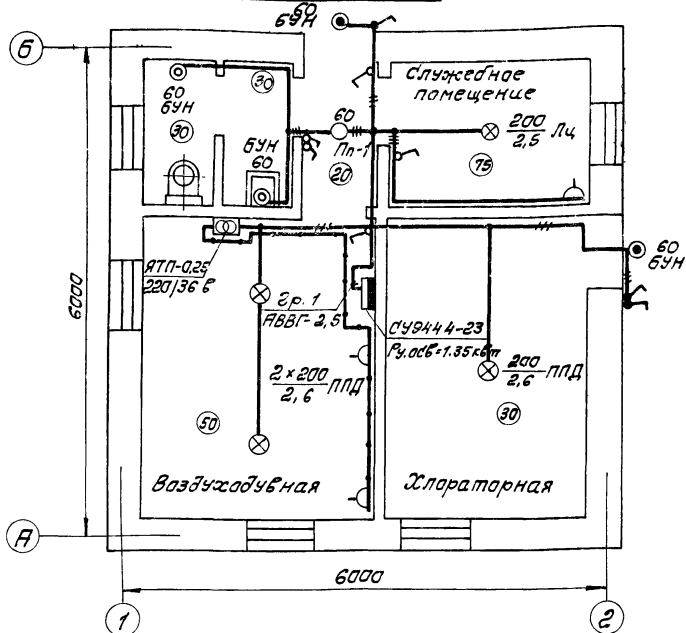 60
БУН
Б
Служебное
помещение
30
60
БУН
30
БУН
60
60
Пп-1
20
200
2,5 Лц
75
ЯТП-0,25
220/36 в
Гр. 1
АВВГ-2,5
СУ9444-23
Ру.осв=1.35 квт
60
БУН
2×200
2,6 ППД
200
2,6 ППД
50
30
Воздуходувная
Хлораторная
6000
А
6000
1
2